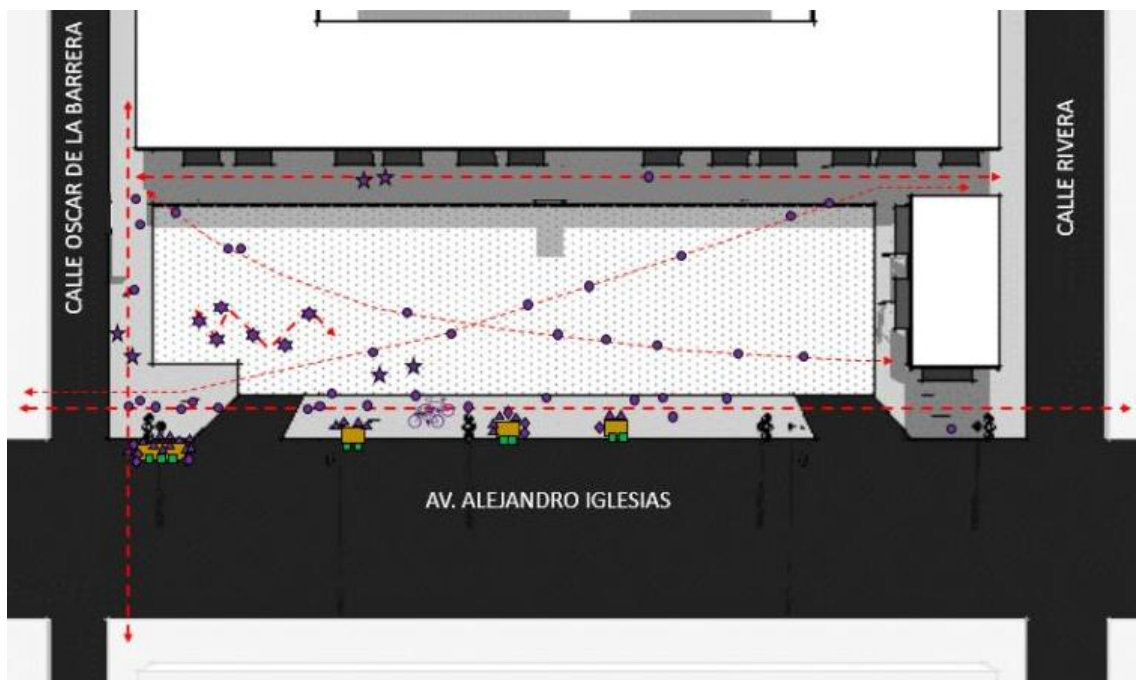 CALLE OSCAR DE LA BARRERA
CALLE RIVERA
AV. ALEJANDRO IGLESIAS